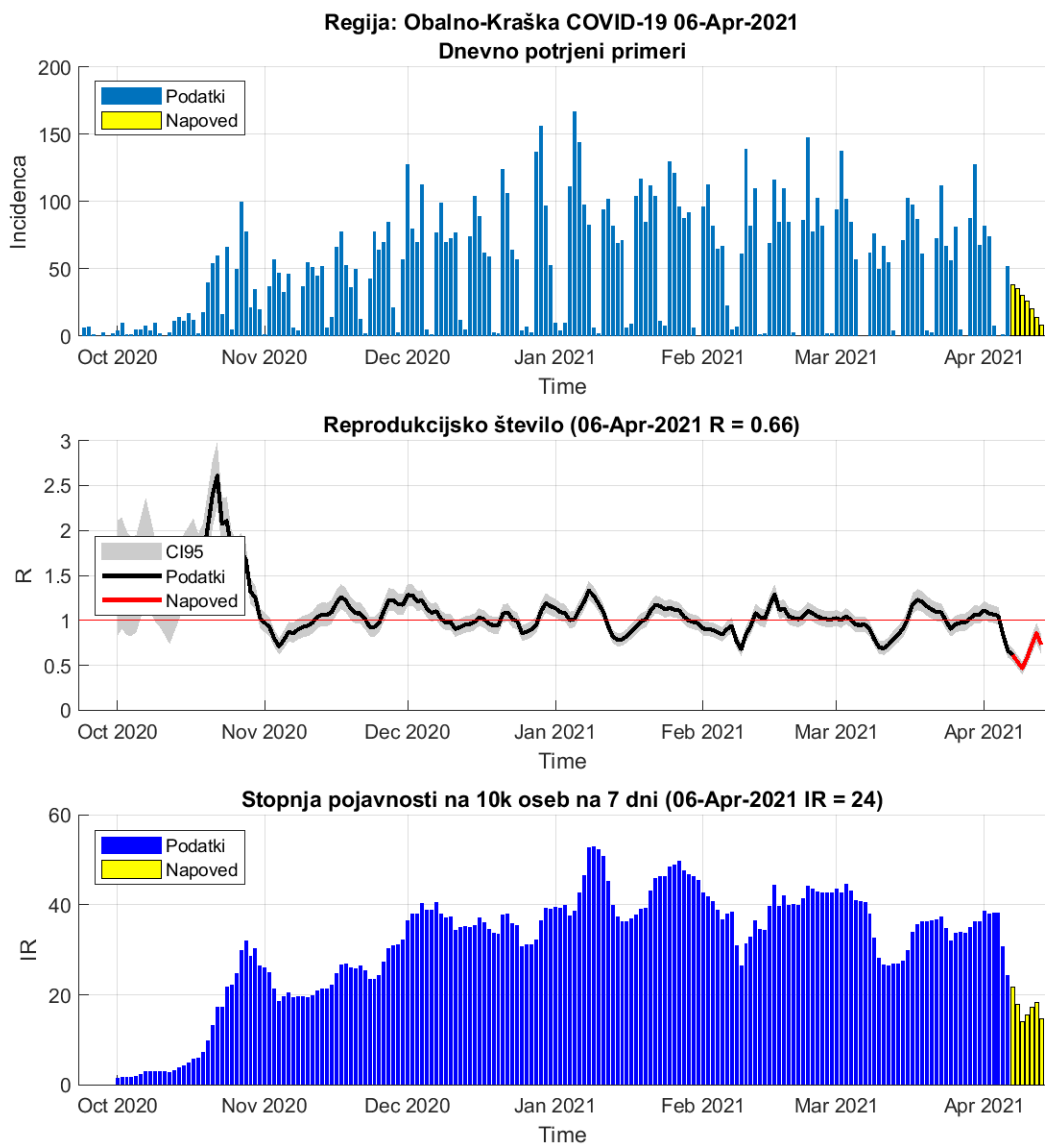 Regija: Obalno-Kraška COVID-19 06-Apr-2021
Dnevno potrjeni primeri
200
150
100
50
0
Incidenca
Podatki
Napoved
Oct 2020 Nov 2020 Dec 2020 Jan 2021 Feb 2021 Mar 2021 Apr 2021
Time
Reprodukcijsko število (06-Apr-2021 R = 0.66)
3
2.5
2
1.5
1
0.5
0
R
CI95
Podatki
Napoved
Oct 2020 Nov 2020 Dec 2020 Jan 2021 Feb 2021 Mar 2021 Apr 2021
Time
Stopnja pojavnosti na 10k oseb na 7 dni (06-Apr-2021 IR = 24)
60
40
20
0
IR
Podatki
Napoved
Oct 2020 Nov 2020 Dec 2020 Jan 2021 Feb 2021 Mar 2021 Apr 2021
Time